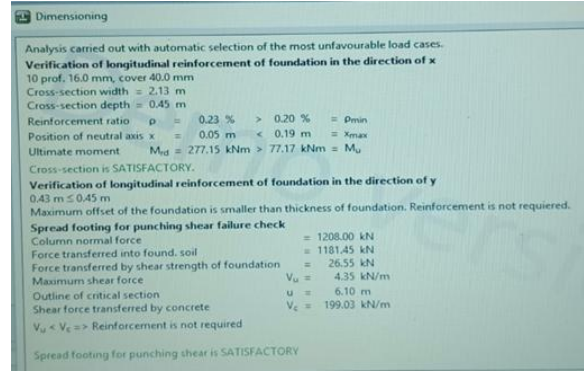 Dimensioning
Analysis carried out with automatic selection of the most unfavourable load cases.
Verification of longitudinal reinforcement of foundation in the direction of x
10 prof. 16.0 mm, cover 40.0 mm
Cross-section width = 2.13 m
Cross-section depth = 0.45 m
Reinforcement ratio ρ = 0.23 % > 0.20 % = ρmin
Position of neutral axis x = 0.05 m < 0.19 m = xmax
Ultimate moment MRd = 277.15 kNm > 77.17 kNm = Mu
Cross-section is SATISFACTORY.
Verification of longitudinal reinforcement of foundation in the direction of y
0.43 m ≤ 0.45 m
Maximum offset of the foundation is smaller than thickness of foundation. Reinforcement is not requiered.
Spread footing for punching shear failure check
Column normal force = 1208.00 kN
Force transferred into found. soil = 1181.45 kN
Force transferred by shear strength of foundation = 26.55 kN
Maximum shear force Vu = 4.35 kN/m
Outline of critical section u = 6.10 m
Shear force transferred by concrete Vc = 199.03 kN/m
Vu < Vc => Reinforcement is not required
Spread footing for punching shear is SATISFACTORY